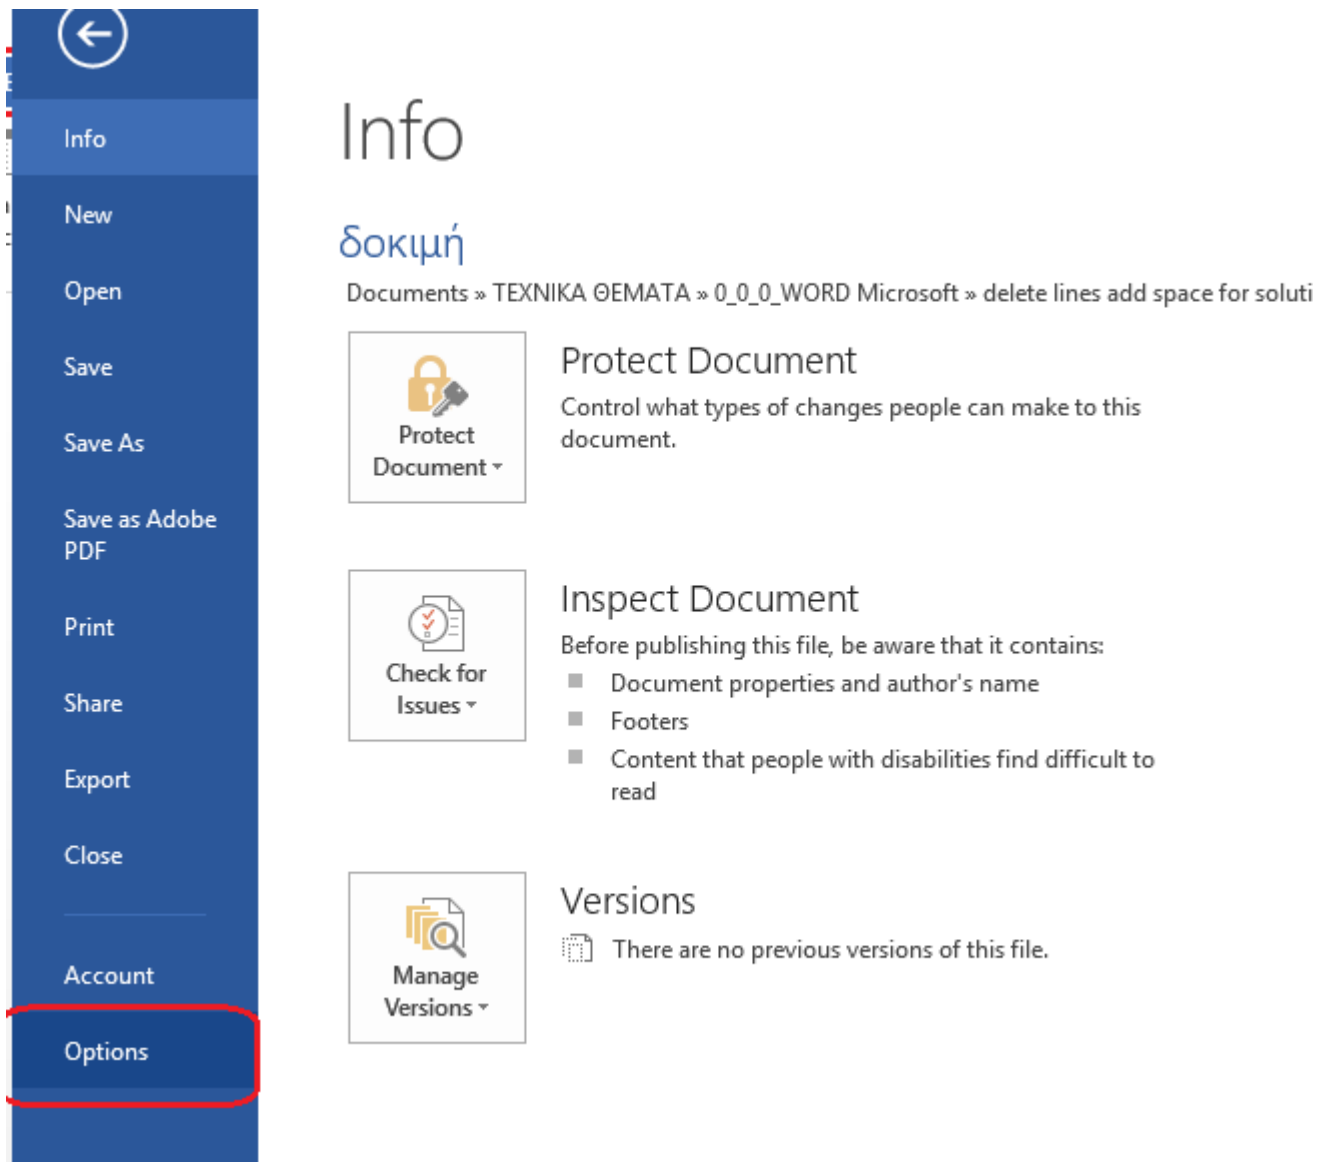 Info
New
Open
Save
Save As
Save as Adobe
PDF
Print
Share
Export
Close
Account
Options
Info
δοκιμή
Documents » ΤΕΧΝΙΚΑ ΘΕΜΑΤΑ » 0_0_0_WORD Microsoft » delete lines add space for soluti
Protect
Document
Protect Document
Control what types of changes people can make to this
document.
Check for
Issues
Inspect Document
Before publishing this file, be aware that it contains:
Document properties and author's name
Footers
Content that people with disabilities find difficult to
read
Manage
Versions
Versions
There are no previous versions of this file.